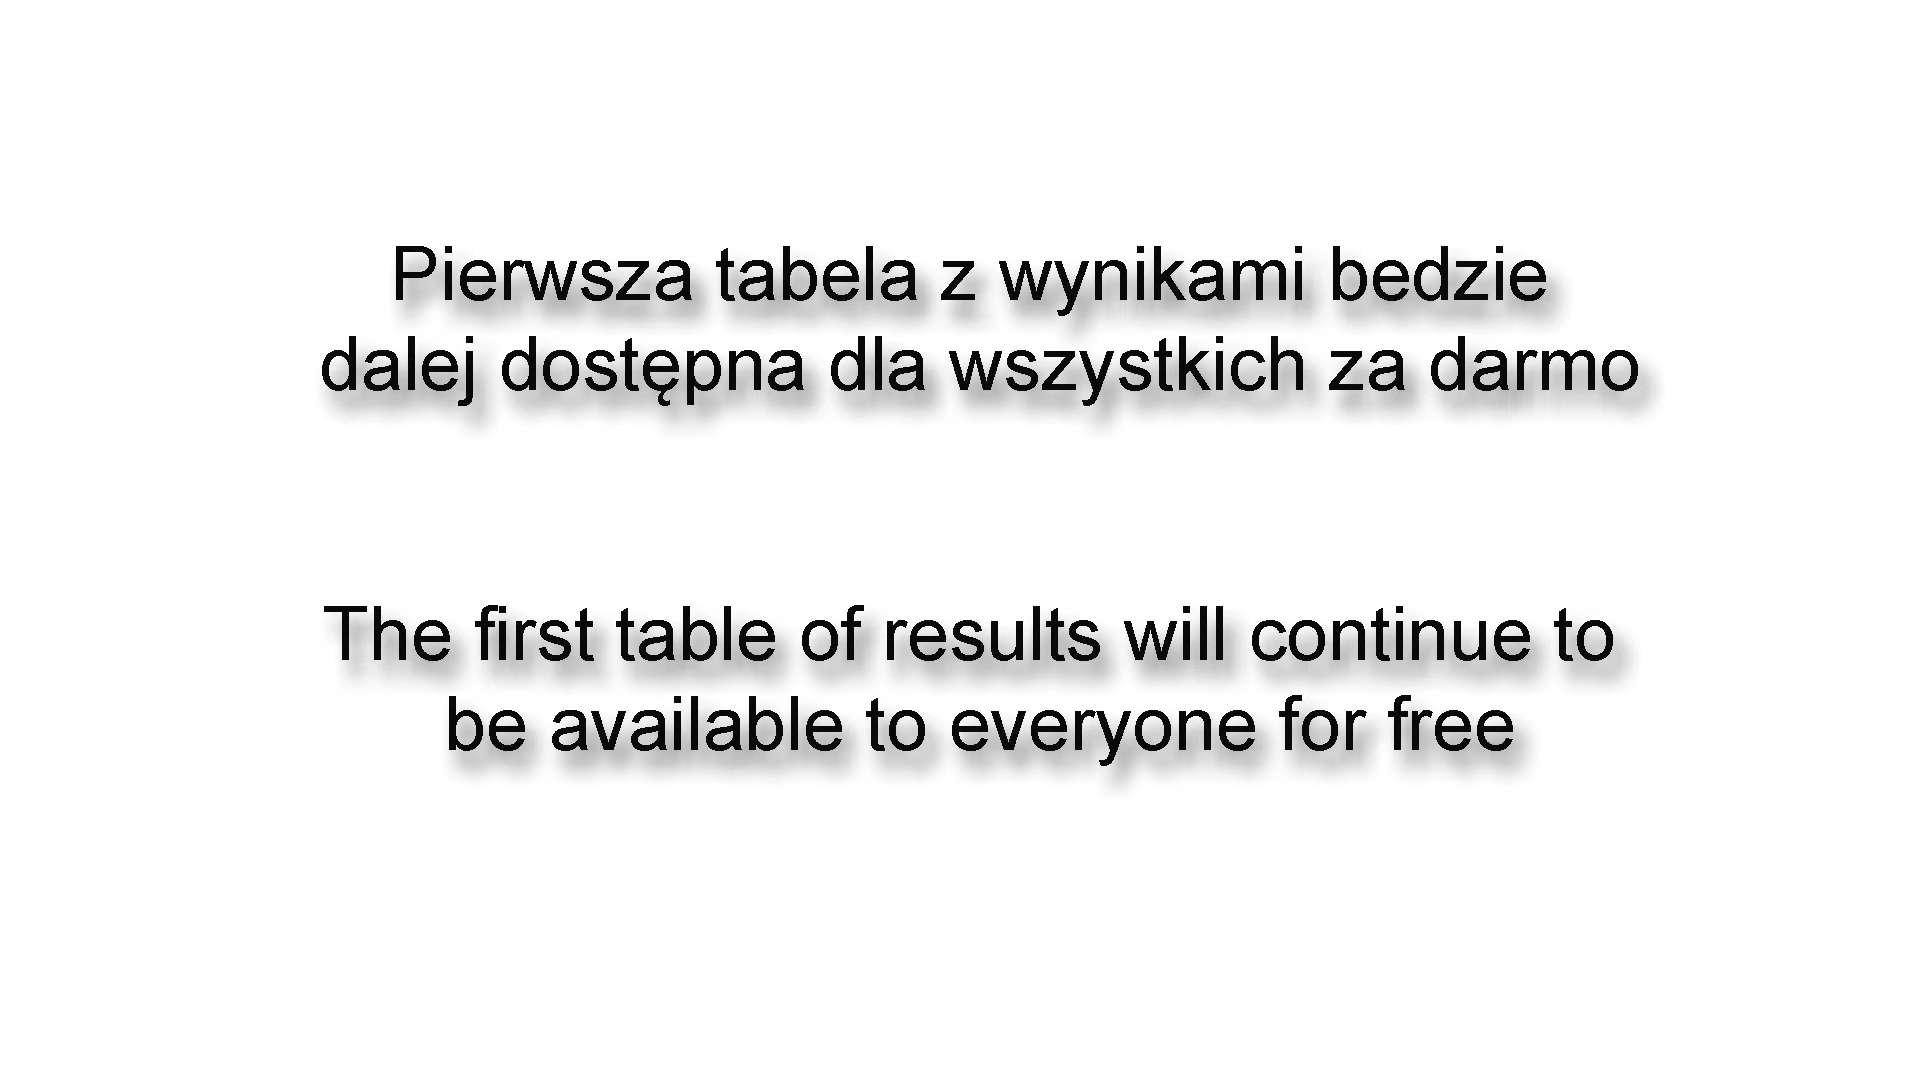 Pierwsza tabela z wynikami bedzie
dalej dostępna dla wszystkich za darmo
The first table of results will continue to
be available to everyone for free